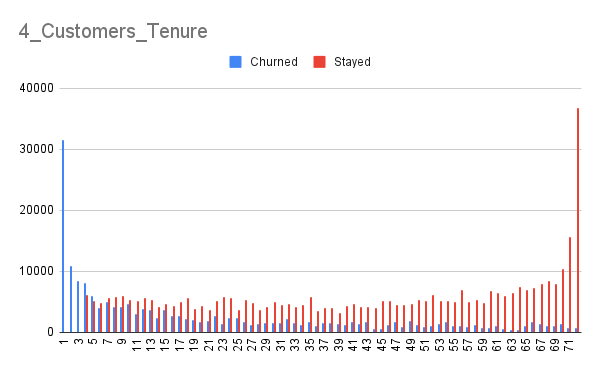 4_Customers_Tenure
Churned Stayed
40000
30000
20000
10000
0
1 3 5 7 9 11 13 15 17 19 21 23 25 27 29 31 33 35 37 39 41 43 45 47 49 51 53 55 57 59 61 63 65 67 69 71